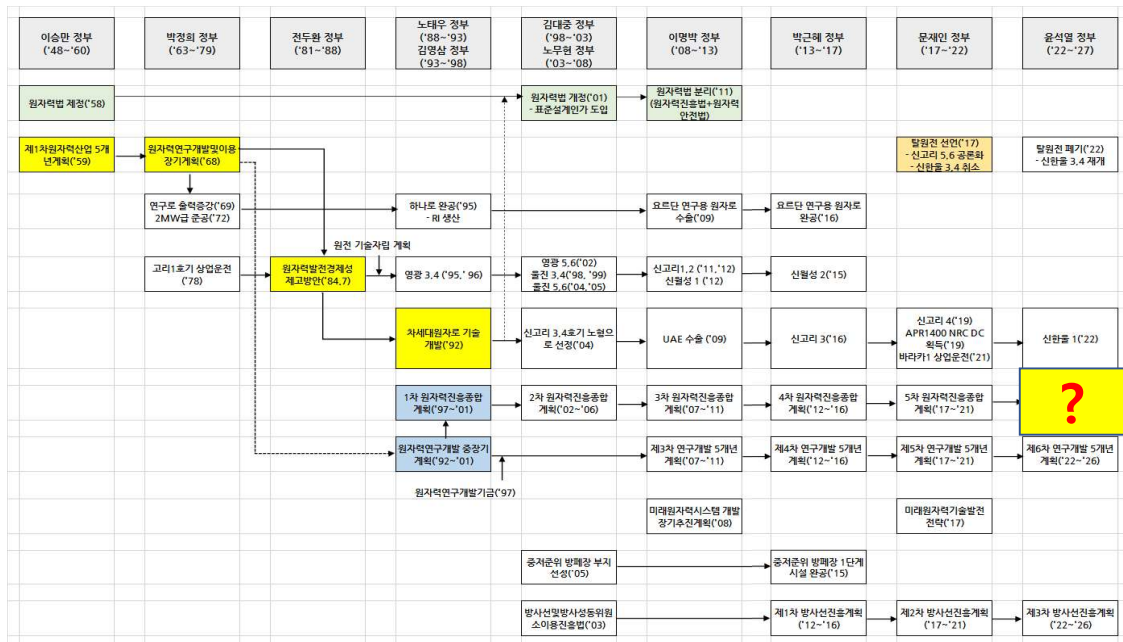 이승만 정부
('48~'60)
박정희 정부
('63~'79)
전두환 정부
('81~'88)
노태우 정부
('88~'93)
김영삼 정부
('93~'98)
김대중 정부
('98~'03)
노무현 정부
('03~'08)
이명박 정부
('08~'13)
박근혜 정부
('13~'17)
문재인 정부
('17~'22)
윤석열 정부
('22~'27)
원자력법 제정('58)
원자력법 개정('01)
- 표준설계인가 도입
원자력법 분리('11)
(원자력진흥법+원자력
안전법)
제1차원자력산업 5개
년계획('59)
원자력연구개발및이용
장기계획('68)
탈원전 선언('17)
- 신고리 5,6 공론화
- 신한울 3,4 취소
탈원전 폐기('22)
- 신한울 3,4 재개
연구로 출력증강('69)
2MW급 준공('72)
하나로 완공('95)
- RI 생산
요르단 연구용 원자로
수출('09)
요르단 연구용 원자로
완공('16)
원전 기술자립 계획
고리1호기 상업운전
('78)
원자력발전경제성
제고방안('84,7)
영광 3,4 ('95, '96)
영광 5,6('02)
울진 3,4('98, '99)
울진 5,6('04,'05)
신고리1,2 ('11,'12)
신월성 1 ('12)
신월성 2('15)
차세대원자로 기술
개발('92)
신고리 3,4호기 노형으
로 선정('04)
UAE 수출 ('09)
신고리 3('16)
신고리 4('19)
APR1400 NRC DC
획득('19)
바라카1 상업운전('21)
신한울 1('22)
1차 원자력진흥종합
계획('97~'01)
2차 원자력진흥종합
계획('02~'06)
3차 원자력진흥종합
계획('07~'11)
4차 원자력진흥종합
계획('12~'16)
5차 원자력진흥종합
계획('17~'21)
?
원자력연구개발 중장기
계획('92~'01)
제3차 연구개발 5개년
계획('07~'11)
제4차 연구개발 5개년
계획('12~'16)
제5차 연구개발 5개년
계획('17~'21)
제6차 연구개발 5개년
계획('22~'26)
원자력연구개발기금('97)
미래원자력시스템 개발
장기추진계획('08)
미래원자력기술발전
전략('17)
중저준위 방폐장 부지
선성('05)
중저준위 방폐장 1단계
시설 완공('15)
방사선및방사성동위원
소이용진흥법('03)
제1차 방사선진흥계획
('12~'16)
제2차 방사선진흥계획
('17~'21)
제3차 방사선진흥계획
('22~'26)